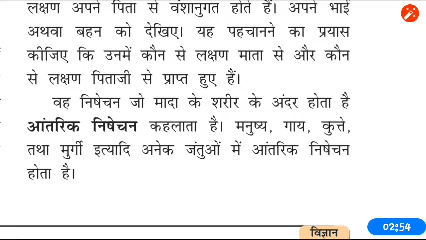 लक्षण अपने पिता से वंशानुगत होते हैं। अपने भाई
अथवा बहन को देखिए। यह पहचानने का प्रयास
कीजिए कि उनमें कौन से लक्षण माता से और कौन
से लक्षण पिताजी से प्राप्त हुए हैं।
वह निषेचन जो मादा के शरीर के अंदर होता है
आंतरिक निषेचन कहलाता है। मनुष्य, गाय, कुत्ते,
तथा मुर्गी इत्यादि अनेक जंतुओं में आंतरिक निषेचन
होता है।
विज्ञान
02:54